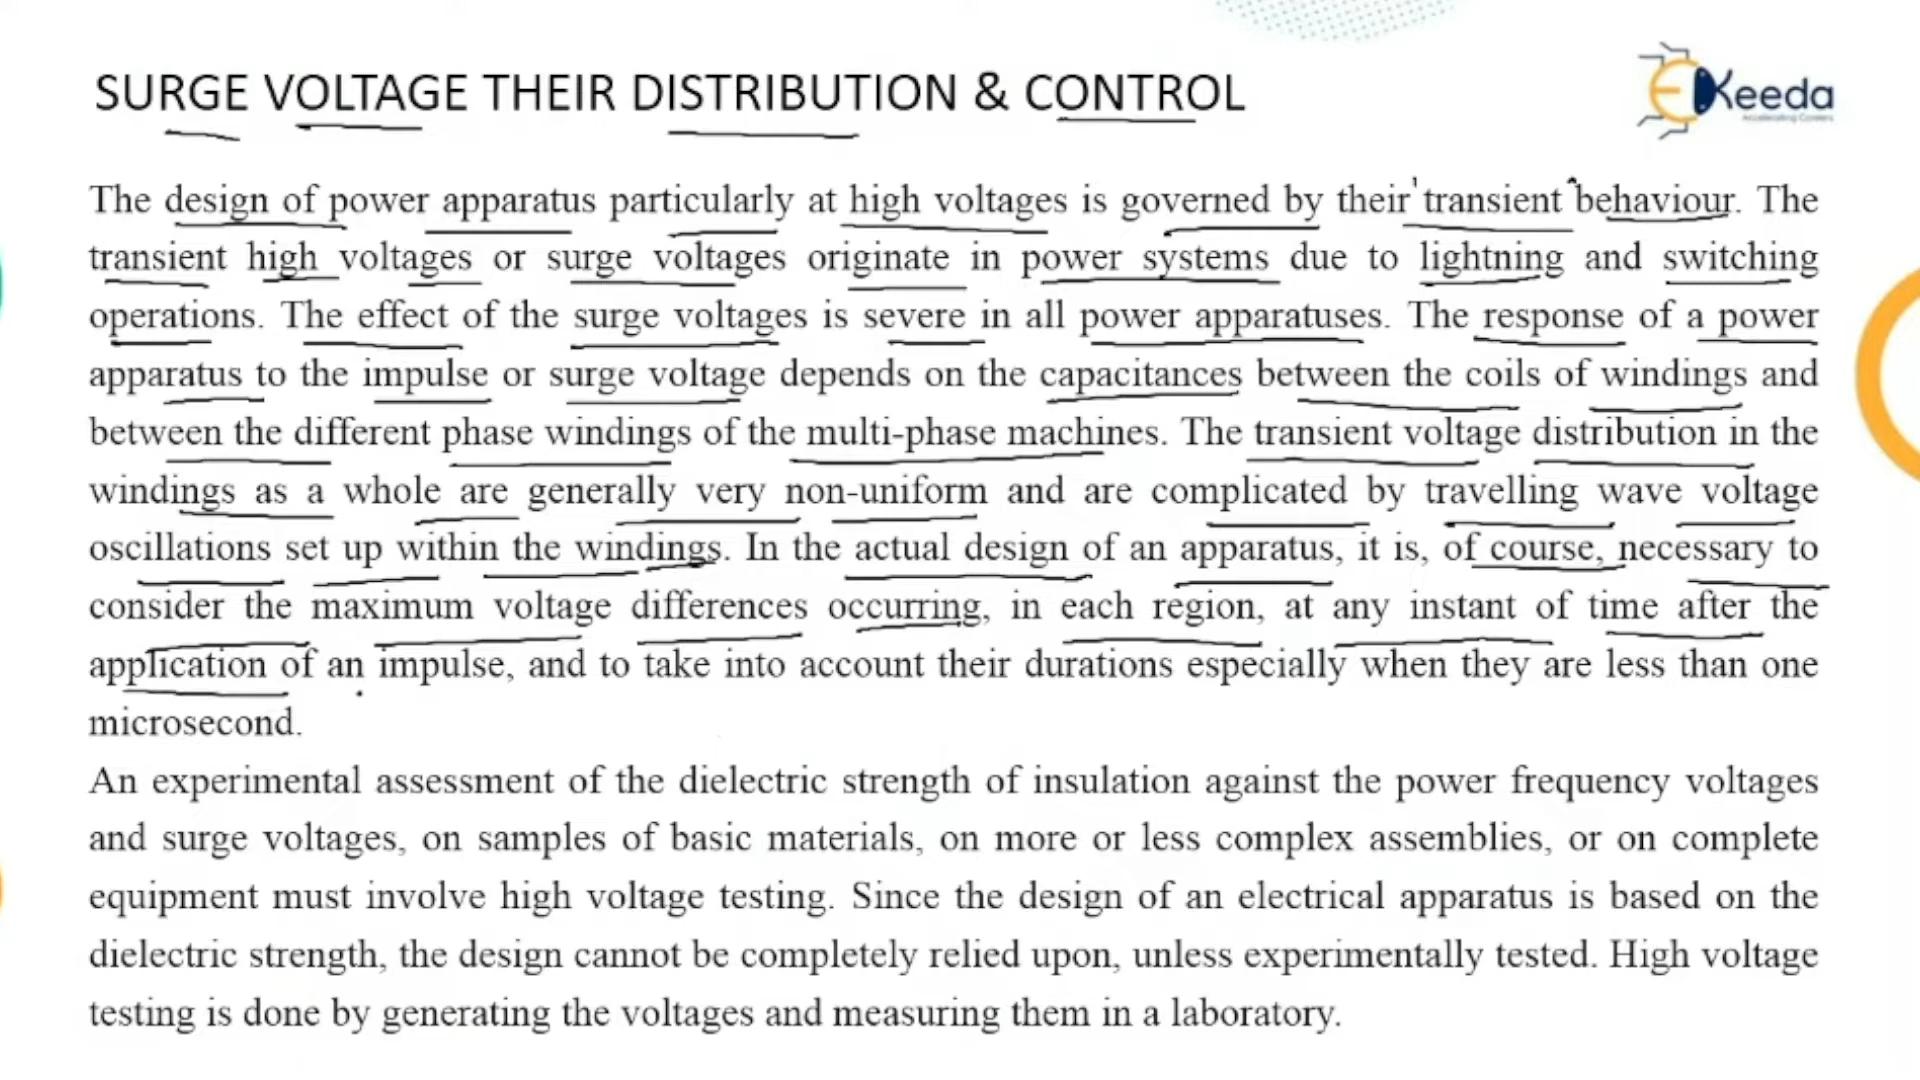 SURGE VOLTAGE THEIR DISTRIBUTION & CONTROL
Keeda
Accelerating Careers
The design of power apparatus particularly at high voltages is governed by their transient behaviour. The
transient high voltages or surge voltages originate in power systems due to lightning and switching
operations. The effect of the surge voltages is severe in all power apparatuses. The response of a power
apparatus to the impulse or surge voltage depends on the capacitances between the coils of windings and
between the different phase windings of the multi-phase machines. The transient voltage distribution in the
windings as a whole are generally very non-uniform and are complicated by travelling wave voltage
oscillations set up within the windings. In the actual design of an apparatus, it is, of course, necessary to
consider the maximum voltage differences occurring, in each region, at any instant of time after the
application of an impulse, and to take into account their durations especially when they are less than one
microsecond.
An experimental assessment of the dielectric strength of insulation against the power frequency voltages
and surge voltages, on samples of basic materials, on more or less complex assemblies, or on complete
equipment must involve high voltage testing. Since the design of an electrical apparatus is based on the
dielectric strength, the design cannot be completely relied upon, unless experimentally tested. High voltage
testing is done by generating the voltages and measuring them in a laboratory.